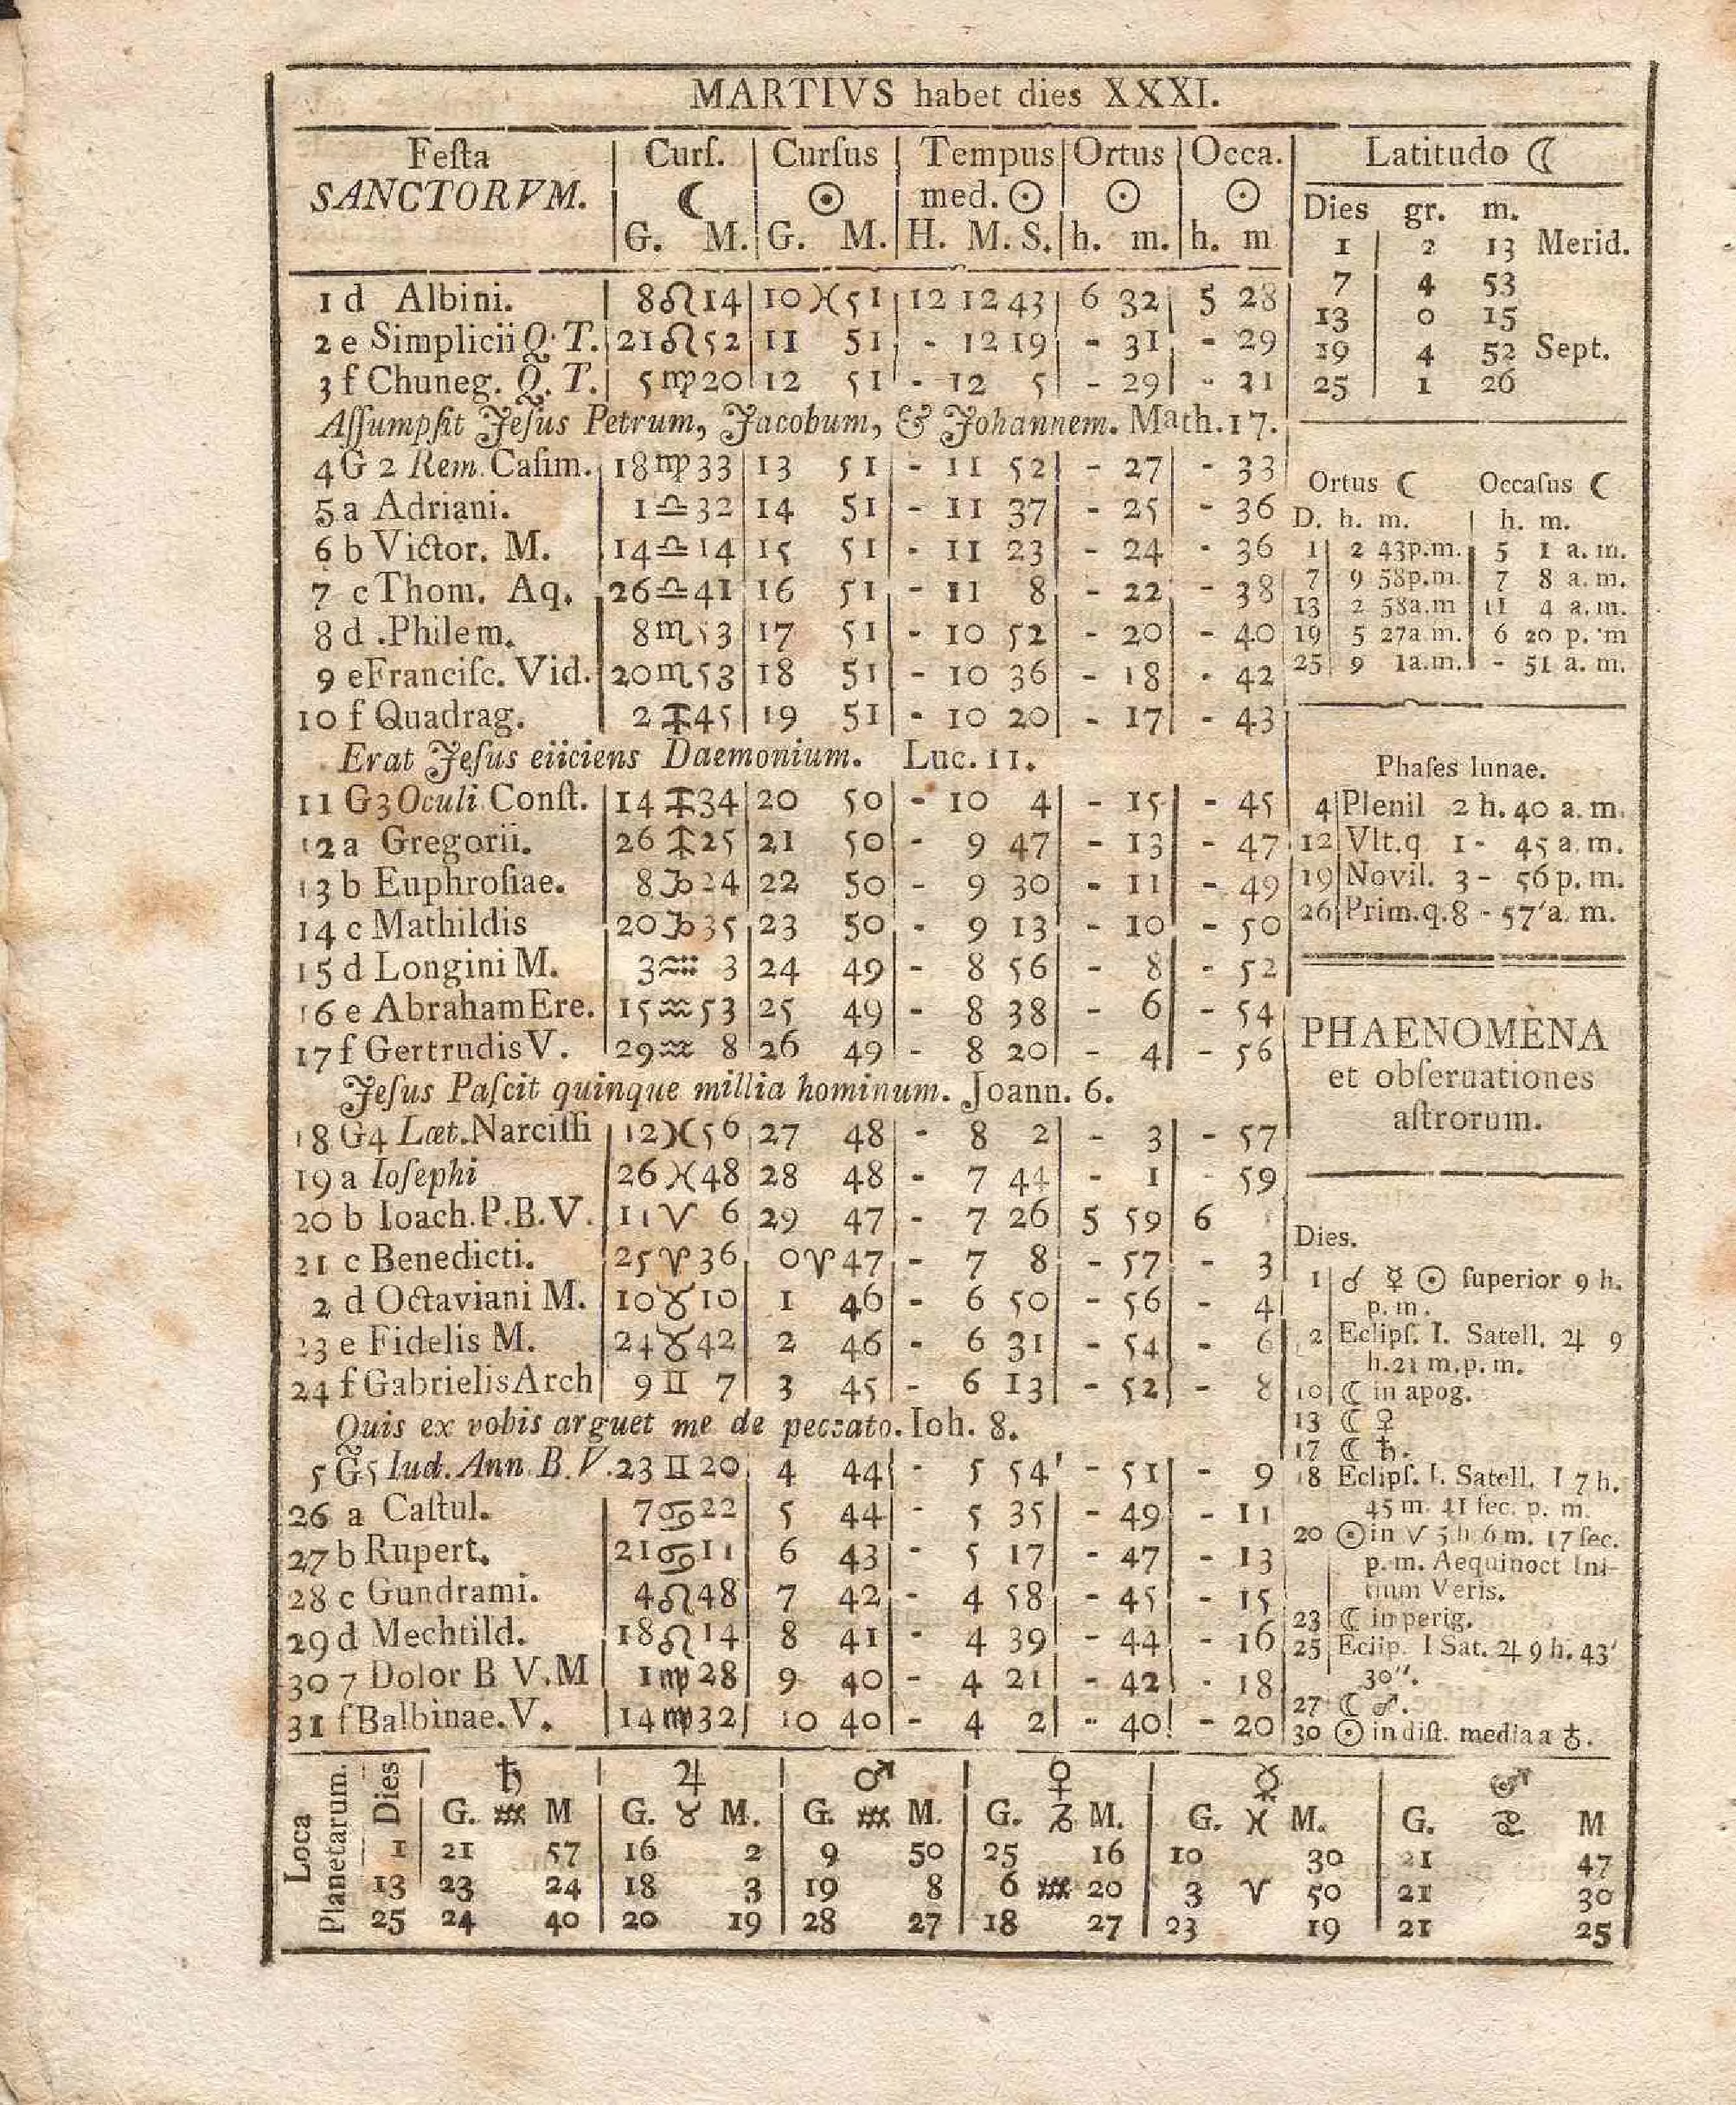 MARTIVS habet dies XXXI.
Feſta | Curſ. | Curſus | Tempus | Ortus | Occa.
SANCTORVM. ☾ ☉ med. ☉ ☉ ☉
G. M. | G. M. | H. M. S. | h. m. | h. m
1 d Albini. | 8♌14 | 10♓51 | 12 12 43 | 6 32 | 5 28
2 e Simplicii Q. T. | 21♌52 | 11 51 | - 12 19 | - 31 | - 29
3 f Chuneg. Q. T. | 5♍20 | 12 51 | - 12 5 | - 29 | - 31
Aſſumpſit Jeſus Petrum, Jacobum, & Johannem. Math. 17.
4 G 2 Rem. Caſim. | 18♍33 | 13 51 | - 11 52 | - 27 | - 33
5 a Adriani. | 1♎32 | 14 51 | - 11 37 | - 25 | - 36
6 b Victor. M. | 14♎14 | 15 51 | - 11 23 | - 24 | - 36
7 c Thom. Aq. | 26♎41 | 16 51 | - 11 8 | - 22 | - 38
8 d .Philem. | 8♏53 | 17 51 | - 10 52 | - 20 | - 40
9 e Franciſc. Vid. | 20♏53 | 18 51 | - 10 36 | - 18 | - 42
10 f Quadrag. | 2♐45 | 19 51 | - 10 20 | - 17 | - 43
Erat Jeſus eiiciens Daemonium. Luc. 11.
11 G 3 Oculi Conſt. | 14♐34 | 20 50 | - 10 4 | - 15 | - 45
12 a Gregorii. | 26♐25 | 21 50 | - 9 47 | - 13 | - 47
13 b Euphroſiae. | 8♑24 | 22 50 | - 9 30 | - 11 | - 49
14 c Mathildis | 20♑35 | 23 50 | - 9 13 | - 10 | - 50
15 d Longini M. | 3♒ 3 | 24 49 | - 8 56 | - 8 | - 52
16 e Abraham Ere. | 15♒53 | 25 49 | - 8 38 | - 6 | - 54
17 f Gertrudis V. | 29♒ 8 | 26 49 | - 8 20 | - 4 | - 56
Jeſus Paſcit quinque millia hominum. Joann. 6.
18 G 4 Læt. Narciſſi | 12♓56 | 27 48 | - 8 2 | - 3 | - 57
19 a Ioſephi | 26♓48 | 28 48 | - 7 44 | - 1 | - 59
20 b Ioach. P. B. V. | 11♈ 6 | 29 47 | - 7 26 | 5 59 | 6
21 c Benedicti. | 25♈36 | 0♈47 | - 7 8 | - 57 | - 3
2 d Octaviani M. | 10♉10 | 1 46 | - 6 50 | - 56 | - 4
23 e Fidelis M. | 24♉42 | 2 46 | - 6 31 | - 54 | - 6
24 f Gabrielis Arch | 9♊ 7 | 3 45 | - 6 13 | - 52 | - 8
Quis ex vobis arguet me de peccato. Ioh. 8.
5 G 5 Iud. Ann. B. V. 23♊20 | 4 44 | - 5 54 | - 51 | - 9
26 a Caſtul. | 7♋22 | 5 44 | - 5 35 | - 49 | - 11
27 b Rupert. | 21♋11 | 6 43 | - 5 17 | - 47 | - 13
28 c Gundrami. | 4♌48 | 7 42 | - 4 58 | - 45 | - 15
29 d Mechtild. | 18♌14 | 8 41 | - 4 39 | - 44 | - 16
30 7 Dolor B V. M | 1♍28 | 9 40 | - 4 21 | - 42 | - 18
31 f Balbinae. V. | 14♍32 | 10 40 | - 4 2 | - 40 | - 20
Latitudo ☾
Dies gr. m.
1 | 2 13 Merid.
7 | 4 53
13 | 0 15
19 | 4 52 Sept.
25 | 1 26
Ortus ☾ Occaſus ☾
D. h. m. | h. m.
1 | 2 43 p. m. | 5 1 a. m.
7 | 9 58 p. m. | 7 8 a. m.
13 | 2 58 a. m | 11 4 a. m.
19 | 5 27 a. m. | 6 20 p. m
25 | 9 1 a. m. | - 51 a. m.
Phaſes lunae.
4 | Plenil 2 h. 40 a. m.
12 | Vlt. q 1 - 45 a. m.
19 | Novil. 3 - 56 p. m.
26 | Prim. q. 8 - 57' a. m.
PHAENOMENA
et obſeruationes
aſtrorum.
Dies.
1 | ☌ ☿ ☉ ſuperior 9 h.
p. m.
2 | Eclipſ. I. Satell. ♃ 9
h. 21 m. p. m.
10 | ☾ in apog.
13 ☾ ♀
17 ☾ ♄.
18 Eclipſ. I. Satell. I 7 h.
45 m. 41 ſec. p. m.
20 ☉ in ♈ 5 h 6 m. 17 ſec.
p. m. Aequinoct Ini-
tium Veris.
23 | ☾ in perig.
25 | Eclip. I Sat. ♃ 9 h. 43'
30''.
27 ☾ ♂.
30 ☉ in diſt. media a ♁.
Loca Planetarum.
Dies | ♄ | ♃ | ♂ | ♀ | ☿ | ⛢
G. ♒ M | G. ♉ M. | G. ♒ M. | G. ♑ M. | G. ♓ M. | G. ♋ M
1 | 21 57 | 16 2 | 9 50 | 25 16 | 10 30 | 21 47
13 | 23 24 | 18 3 | 19 8 | 6 ♒ 20 | 3 ♈ 50 | 21 30
25 | 24 40 | 20 19 | 28 27 | 18 27 | 23 19 | 21 25